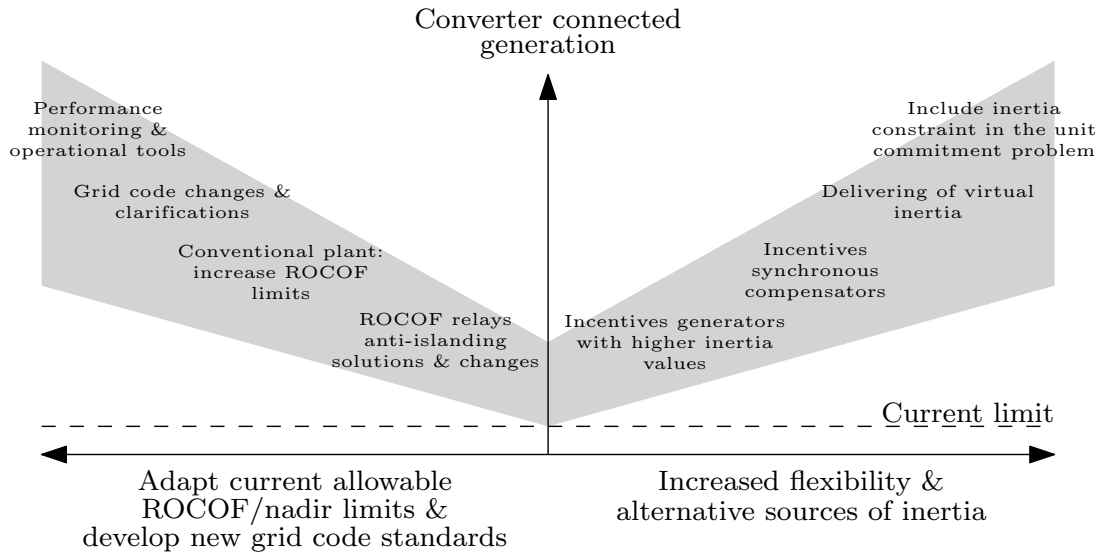 Converter connected
generation
Performance
monitoring &
operational tools
Grid code changes &
clarifications
Conventional plant:
increase ROCOF
limits
ROCOF relays
anti-islanding
solutions & changes
Include inertia
constraint in the unit
commitment problem
Delivering of virtual
inertia
Incentives
synchronous
compensators
Incentives generators
with higher inertia
values
Current limit
Adapt current allowable
ROCOF/nadir limits &
develop new grid code standards
Increased flexibility &
alternative sources of inertia